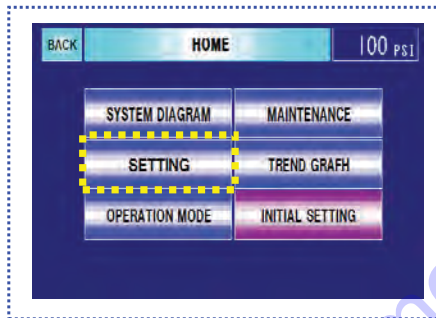 BACK HOME 100 PSI
SYSTEM DIAGRAM MAINTENANCE
SETTING TREND GRAFH
OPERATION MODE INITIAL SETTING